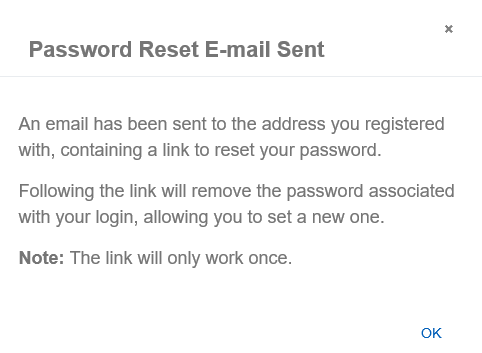 ×
Password Reset E-mail Sent
An email has been sent to the address you registered
with, containing a link to reset your password.
Following the link will remove the password associated
with your login, allowing you to set a new one.
Note: The link will only work once.
OK